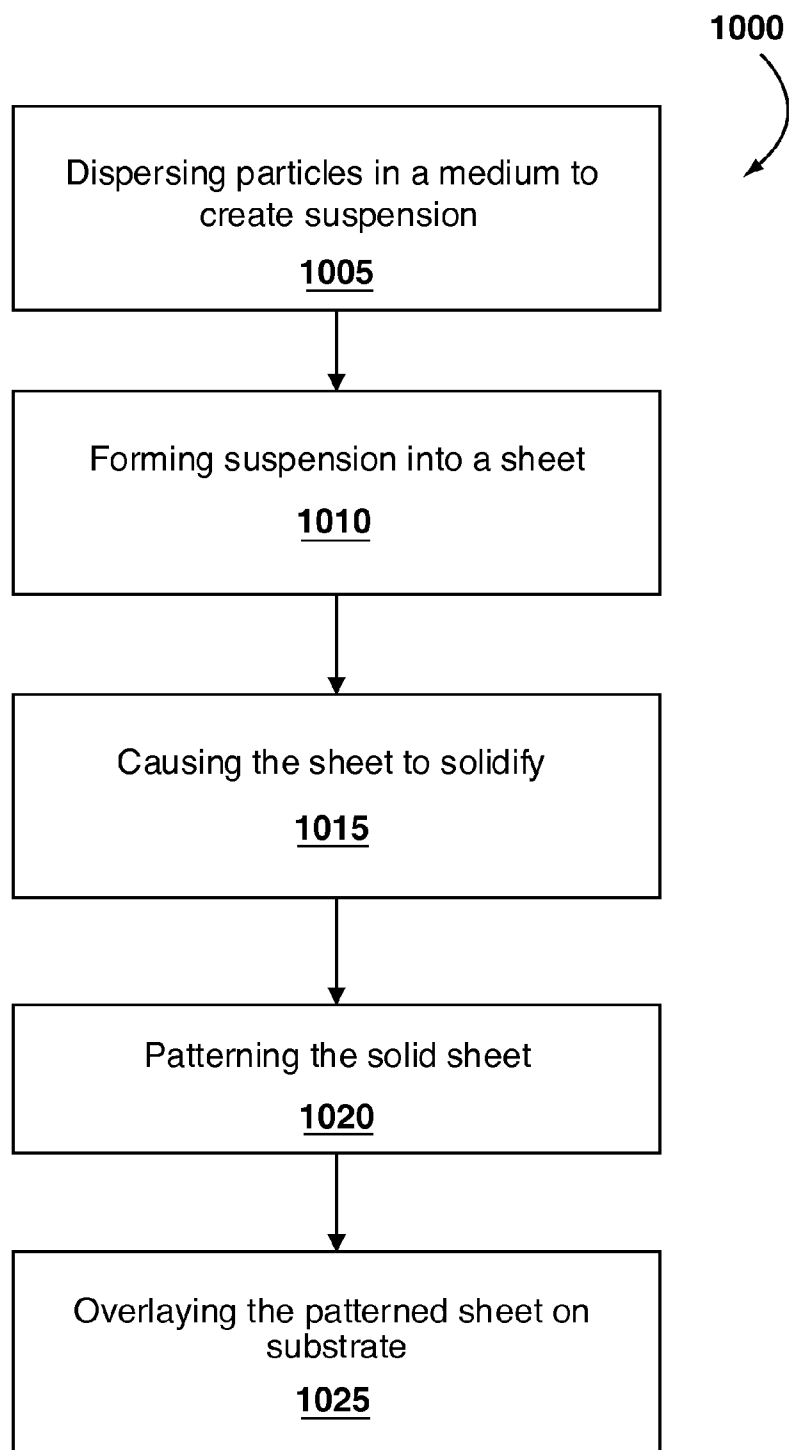 1000
Dispersing particles in a medium to
create suspension
1005
Forming suspension into a sheet
1010
Causing the sheet to solidify
1015
Patterning the solid sheet
1020
Overlaying the patterned sheet on
substrate
1025